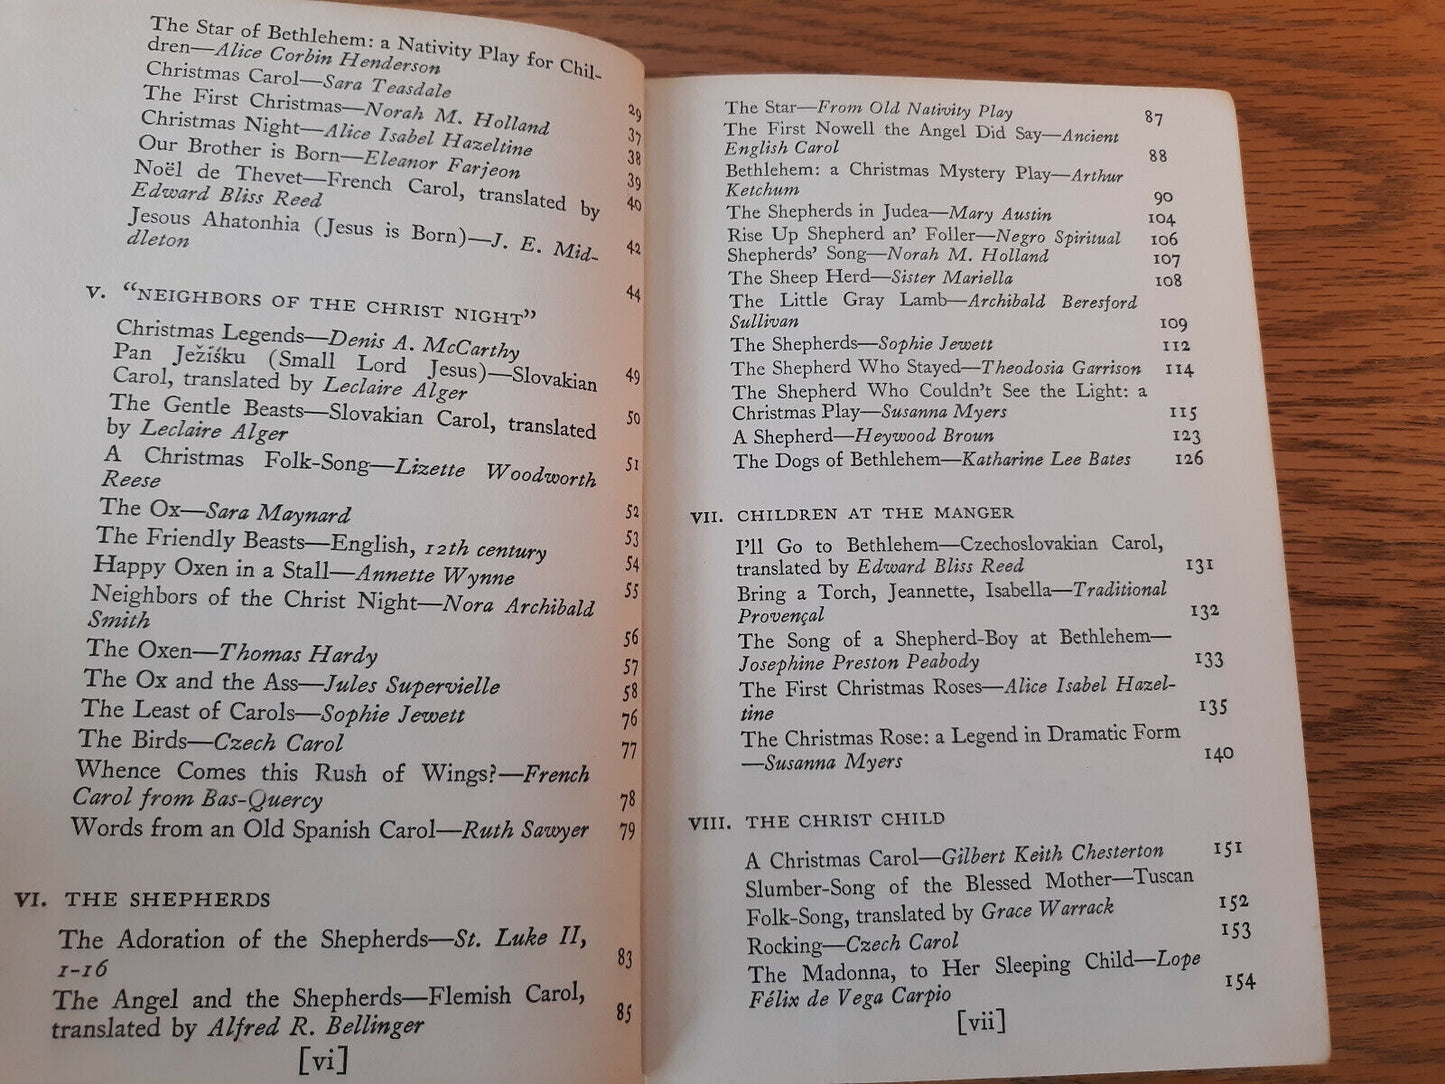 The Star of Bethlehem: a Nativity Play for Chil-
dren—Alice Corbin Henderson 29
Christmas Carol—Sara Teasdale 37
The First Christmas—Norah M. Holland 38
Christmas Night—Alice Isabel Hazeltine 39
Our Brother is Born—Eleanor Farjeon 40
Noël de Thevet—French Carol, translated by
Edward Bliss Reed 42
Jesous Ahatonhia (Jesus is Born)—J. E. Mid-
dleton 44
V. "NEIGHBORS OF THE CHRIST NIGHT"
Christmas Legends—Denis A. McCarthy 49
Pan Ježíśku (Small Lord Jesus)—Slovakian
Carol, translated by Leclaire Alger 50
The Gentle Beasts—Slovakian Carol, translated
by Leclaire Alger 51
A Christmas Folk-Song—Lizette Woodworth
Reese 52
The Ox—Sara Maynard 53
The Friendly Beasts—English, 12th century 54
Happy Oxen in a Stall—Annette Wynne 55
Neighbors of the Christ Night—Nora Archibald
Smith 56
The Oxen—Thomas Hardy 57
The Ox and the Ass—Jules Supervielle 58
The Least of Carols—Sophie Jewett 76
The Birds—Czech Carol 77
Whence Comes this Rush of Wings?—French
Carol from Bas-Quercy 78
Words from an Old Spanish Carol—Ruth Sawyer 79
VI. THE SHEPHERDS
The Adoration of the Shepherds—St. Luke II,
1-16 83
The Angel and the Shepherds—Flemish Carol,
translated by Alfred R. Bellinger 85
[vi]
The Star—From Old Nativity Play 87
The First Nowell the Angel Did Say—Ancient
English Carol 88
Bethlehem: a Christmas Mystery Play—Arthur
Ketchum 90
The Shepherds in Judea—Mary Austin 104
Rise Up Shepherd an' Foller—Negro Spiritual 106
Shepherds' Song—Norah M. Holland 107
The Sheep Herd—Sister Mariella 108
The Little Gray Lamb—Archibald Beresford
Sullivan 109
The Shepherds—Sophie Jewett 112
The Shepherd Who Stayed—Theodosia Garrison 114
The Shepherd Who Couldn't See the Light: a
Christmas Play—Susanna Myers 115
A Shepherd—Heywood Broun 123
The Dogs of Bethlehem—Katharine Lee Bates 126
VII. CHILDREN AT THE MANGER
I'll Go to Bethlehem—Czechoslovakian Carol,
translated by Edward Bliss Reed 131
Bring a Torch, Jeannette, Isabella—Traditional
Provençal 132
The Song of a Shepherd-Boy at Bethlehem—
Josephine Preston Peabody 133
The First Christmas Roses—Alice Isabel Hazel-
tine 135
The Christmas Rose: a Legend in Dramatic Form
—Susanna Myers 140
VIII. THE CHRIST CHILD
A Christmas Carol—Gilbert Keith Chesterton 151
Slumber-Song of the Blessed Mother—Tuscan
Folk-Song, translated by Grace Warrack 152
Rocking—Czech Carol 153
The Madonna, to Her Sleeping Child—Lope
Félix de Vega Carpio 154
[vii]